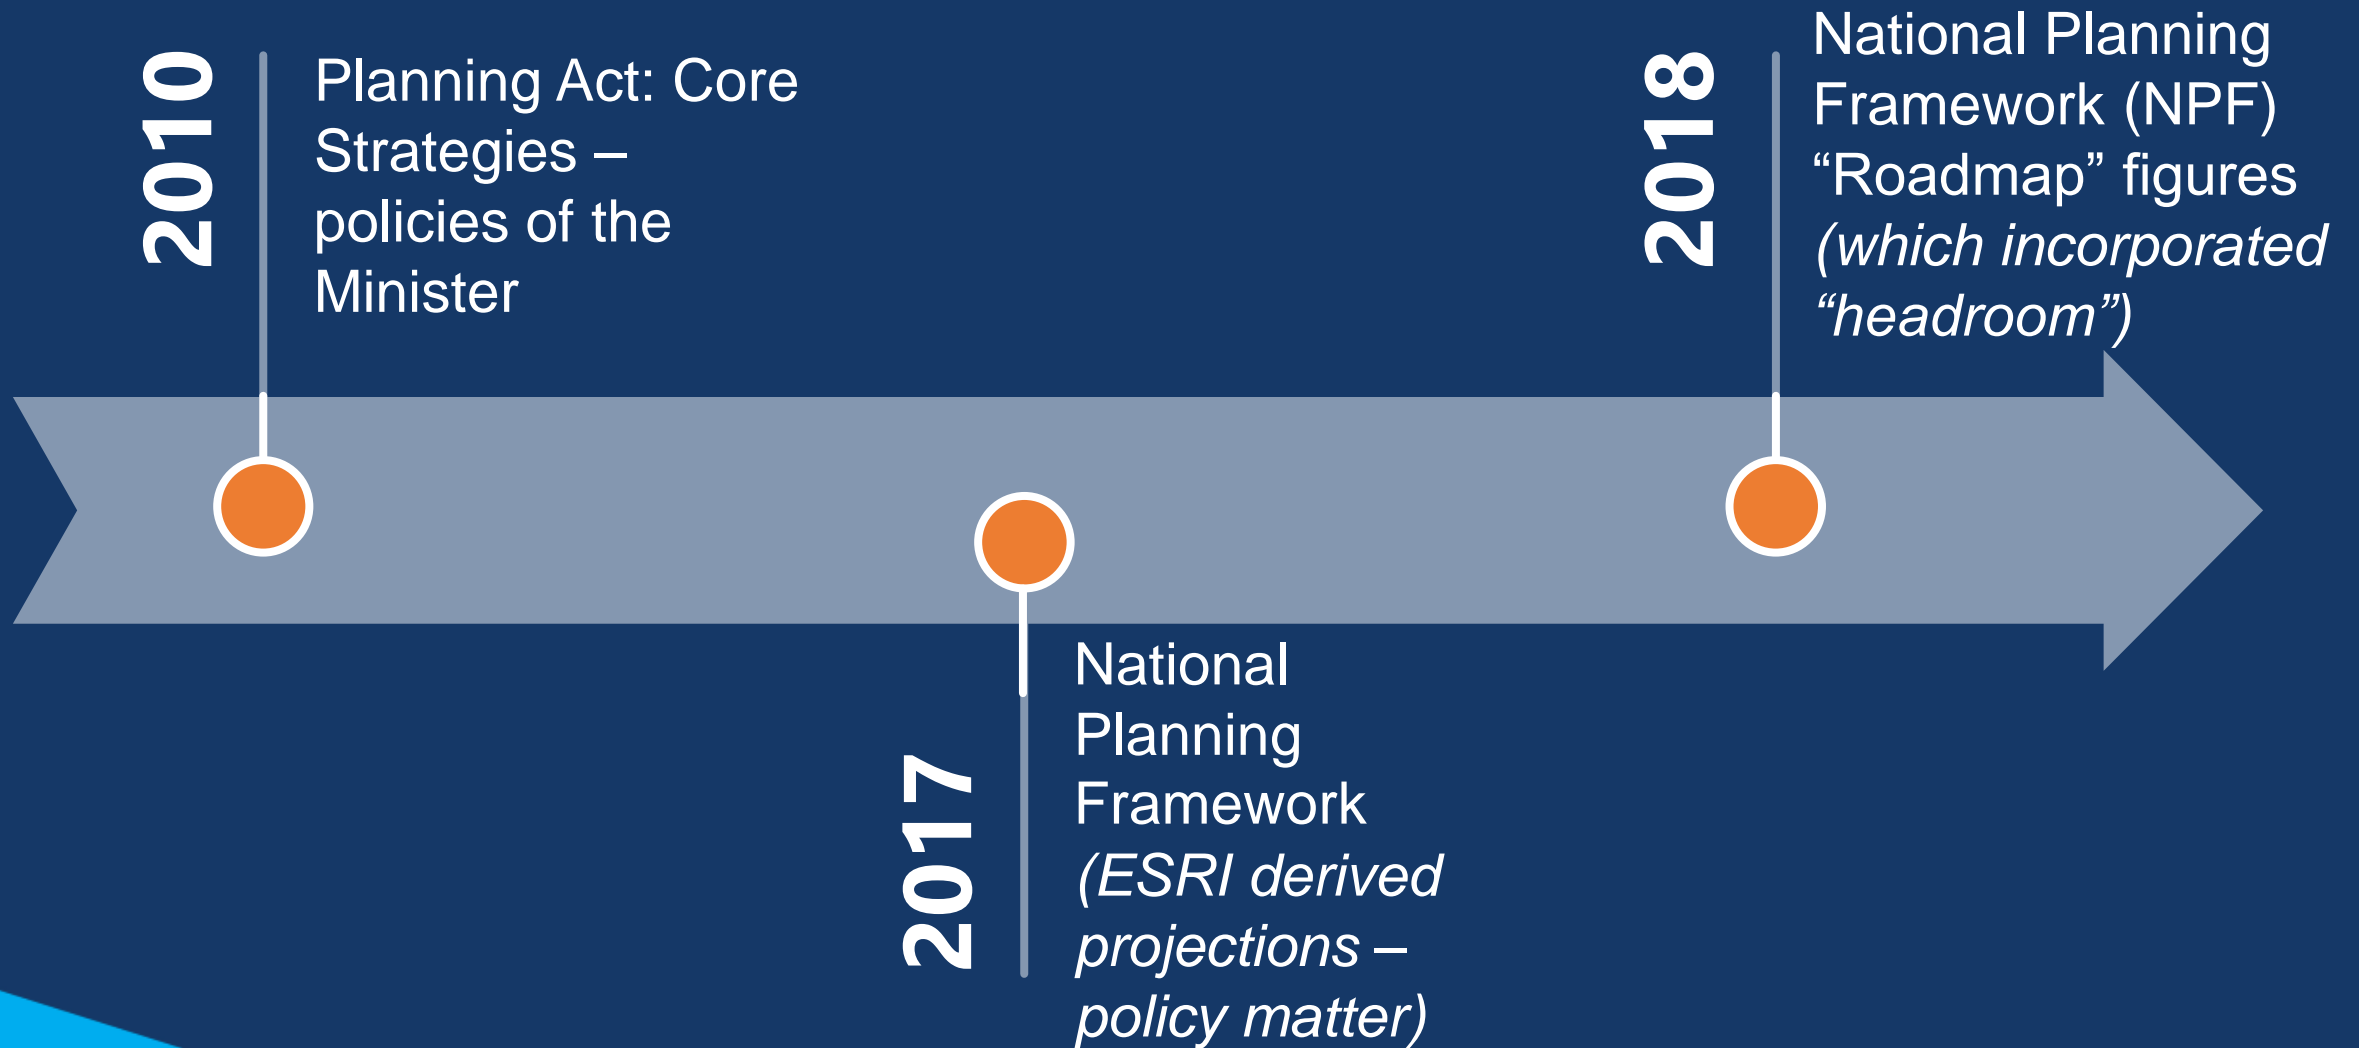 2010
Planning Act: Core
Strategies –
policies of the
Minister
2017
National
Planning
Framework
(ESRI derived
projections –
policy matter)
2018
National Planning
Framework (NPF)
“Roadmap” figures
(which incorporated
“headroom”)